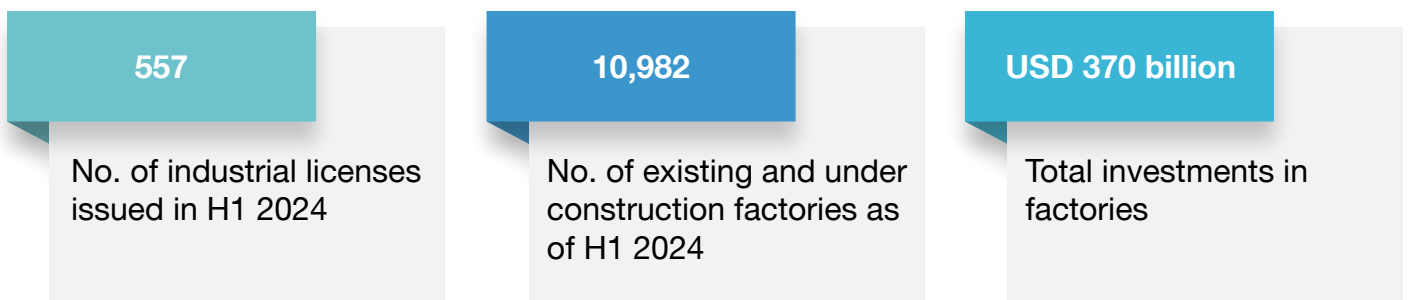 557
No. of industrial licenses
issued in H1 2024
10,982
No. of existing and under
construction factories as
of H1 2024
USD 370 billion
Total investments in
factories